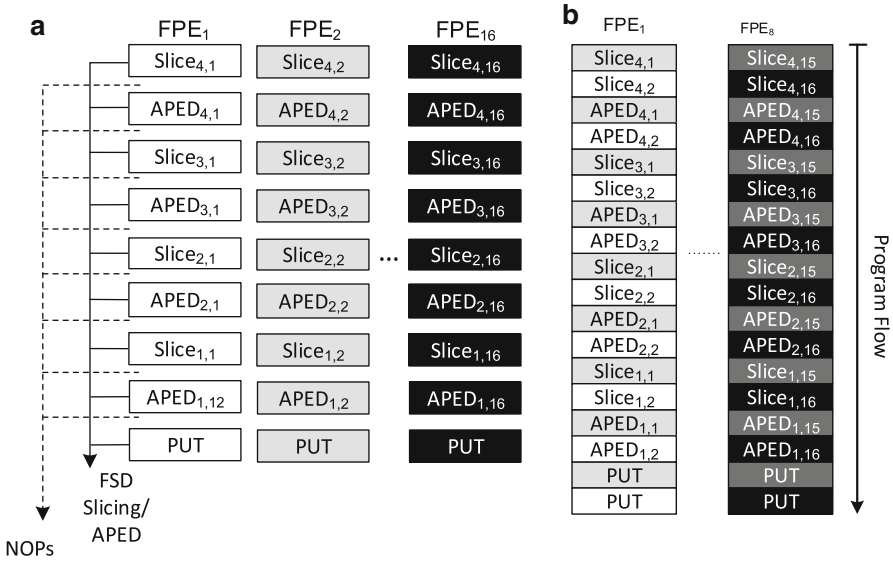 a
FPE1 FPE2 FPE16
Slice4,1 Slice4,2 Slice4,16
APED4,1 APED4,2 APED4,16
Slice3,1 Slice3,2 Slice3,16
APED3,1 APED3,2 APED3,16
Slice2,1 Slice2,2 ... Slice2,16
APED2,1 APED2,2 APED2,16
Slice1,1 Slice1,2 Slice1,16
APED1,12 APED1,2 APED1,16
PUT PUT PUT
FSD
Slicing/
APED
NOPs
b
FPE1 FPE8
Slice4,1 Slice4,15
Slice4,2 Slice4,16
APED4,1 APED4,15
APED4,2 APED4,16
Slice3,1 Slice3,15
Slice3,2 Slice3,16
APED3,1 APED3,15
APED3,2 APED3,16
Slice2,1 ........ Slice2,15
Slice2,2 Slice2,16
APED2,1 APED2,15
APED2,2 APED2,16
Slice1,1 Slice1,15
Slice1,2 Slice1,16
APED1,1 APED1,15
APED1,2 APED1,16
PUT PUT
PUT PUT
Program Flow